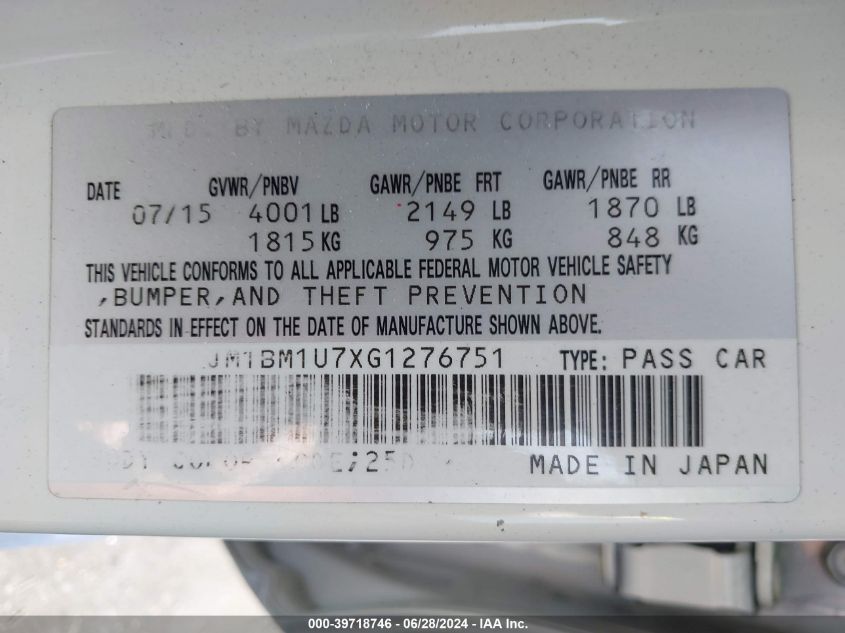 MFD. BY MAZDA MOTOR CORPORATION
DATE GVWR/PNBV GAWR/PNBE FRT GAWR/PNBE RR
07/15 4001 LB 2149 LB 1870 LB
1815 KG 975 KG 848 KG
THIS VEHICLE CONFORMS TO ALL APPLICABLE FEDERAL MOTOR VEHICLE SAFETY
,BUMPER,AND THEFT PREVENTION
STANDARDS IN EFFECT ON THE DATE OF MANUFACTURE SHOWN ABOVE.
JM1BM1U7XG1276751 TYPE: PASS CAR
MADE IN JAPAN
000-39718746 - 06/28/2024 - IAA Inc.